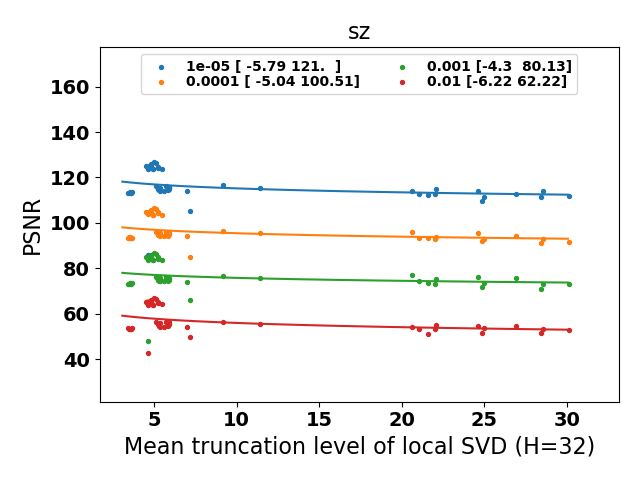 sz
1e-05 [ -5.79 121.  ]
0.0001 [ -5.04 100.51]
0.001 [-4.3  80.13]
0.01 [-6.22 62.22]
PSNR
160
140
120
100
80
60
40
5 10 15 20 25 30
Mean truncation level of local SVD (H=32)